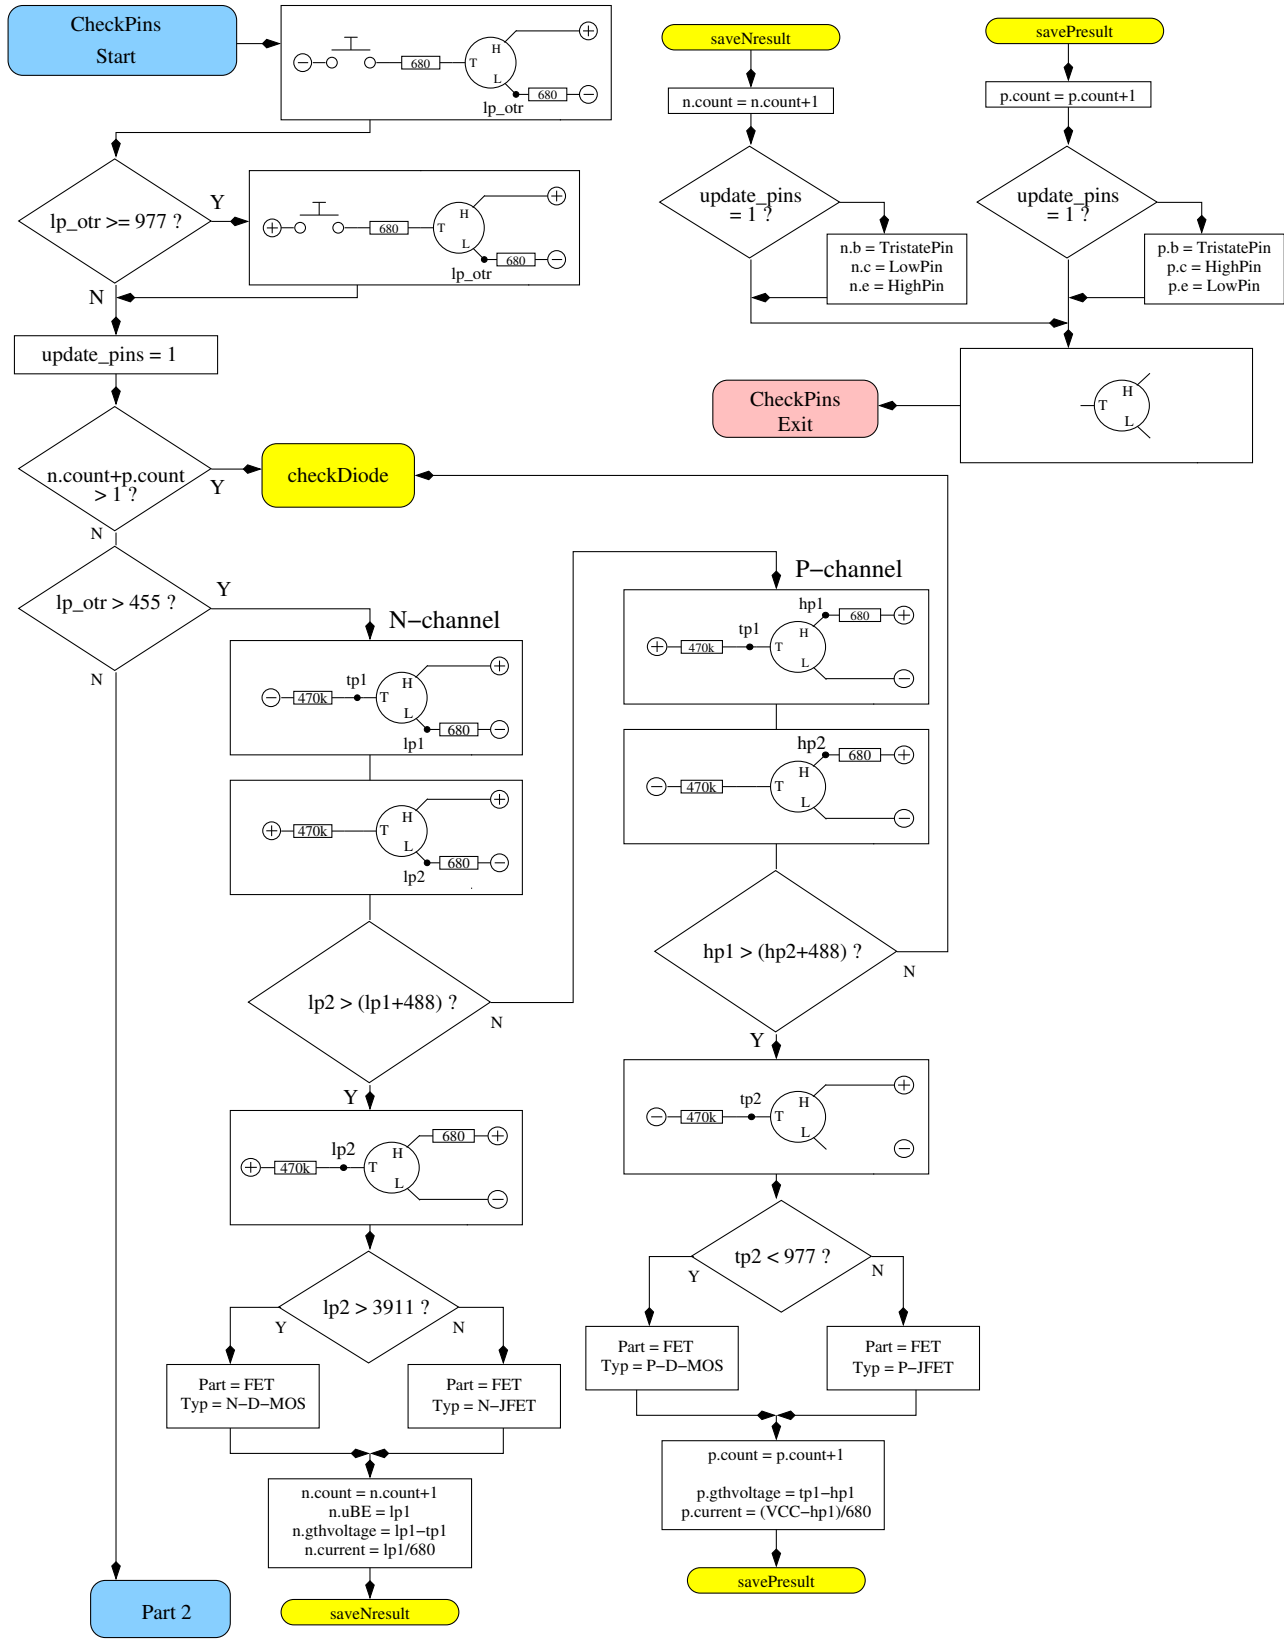 CheckPins
Start
H
T
L
680
680
lp_otr
lp_otr >= 977 ?
Y
N
H
T
L
680
680
lp_otr
update_pins = 1
n.count+p.count
> 1 ?
Y
N
checkDiode
lp_otr > 455 ?
Y
N
N−channel
tp1
470k
T
H
L
680
lp1
470k
T
H
L
680
lp2
lp2 > (lp1+488) ?
N
Y
lp2
470k
T
H
L
680
lp2 > 3911 ?
Y
N
Part = FET
Typ = N−D−MOS
Part = FET
Typ = N−JFET
n.count = n.count+1
n.uBE = lp1
n.gthvoltage = lp1−tp1
n.current = lp1/680
saveNresult
Part 2
P−channel
hp1
680
tp1
470k
T
H
L
hp2
680
470k
T
H
L
hp1 > (hp2+488) ?
N
Y
tp2
470k
T
H
L
tp2 < 977 ?
Y
N
Part = FET
Typ = P−D−MOS
Part = FET
Typ = P−JFET
p.count = p.count+1
p.gthvoltage = tp1−hp1
p.current = (VCC−hp1)/680
savePresult
saveNresult
n.count = n.count+1
update_pins
= 1 ?
n.b = TristatePin
n.c = LowPin
n.e = HighPin
savePresult
p.count = p.count+1
update_pins
= 1 ?
p.b = TristatePin
p.c = HighPin
p.e = LowPin
H
T
L
CheckPins
Exit